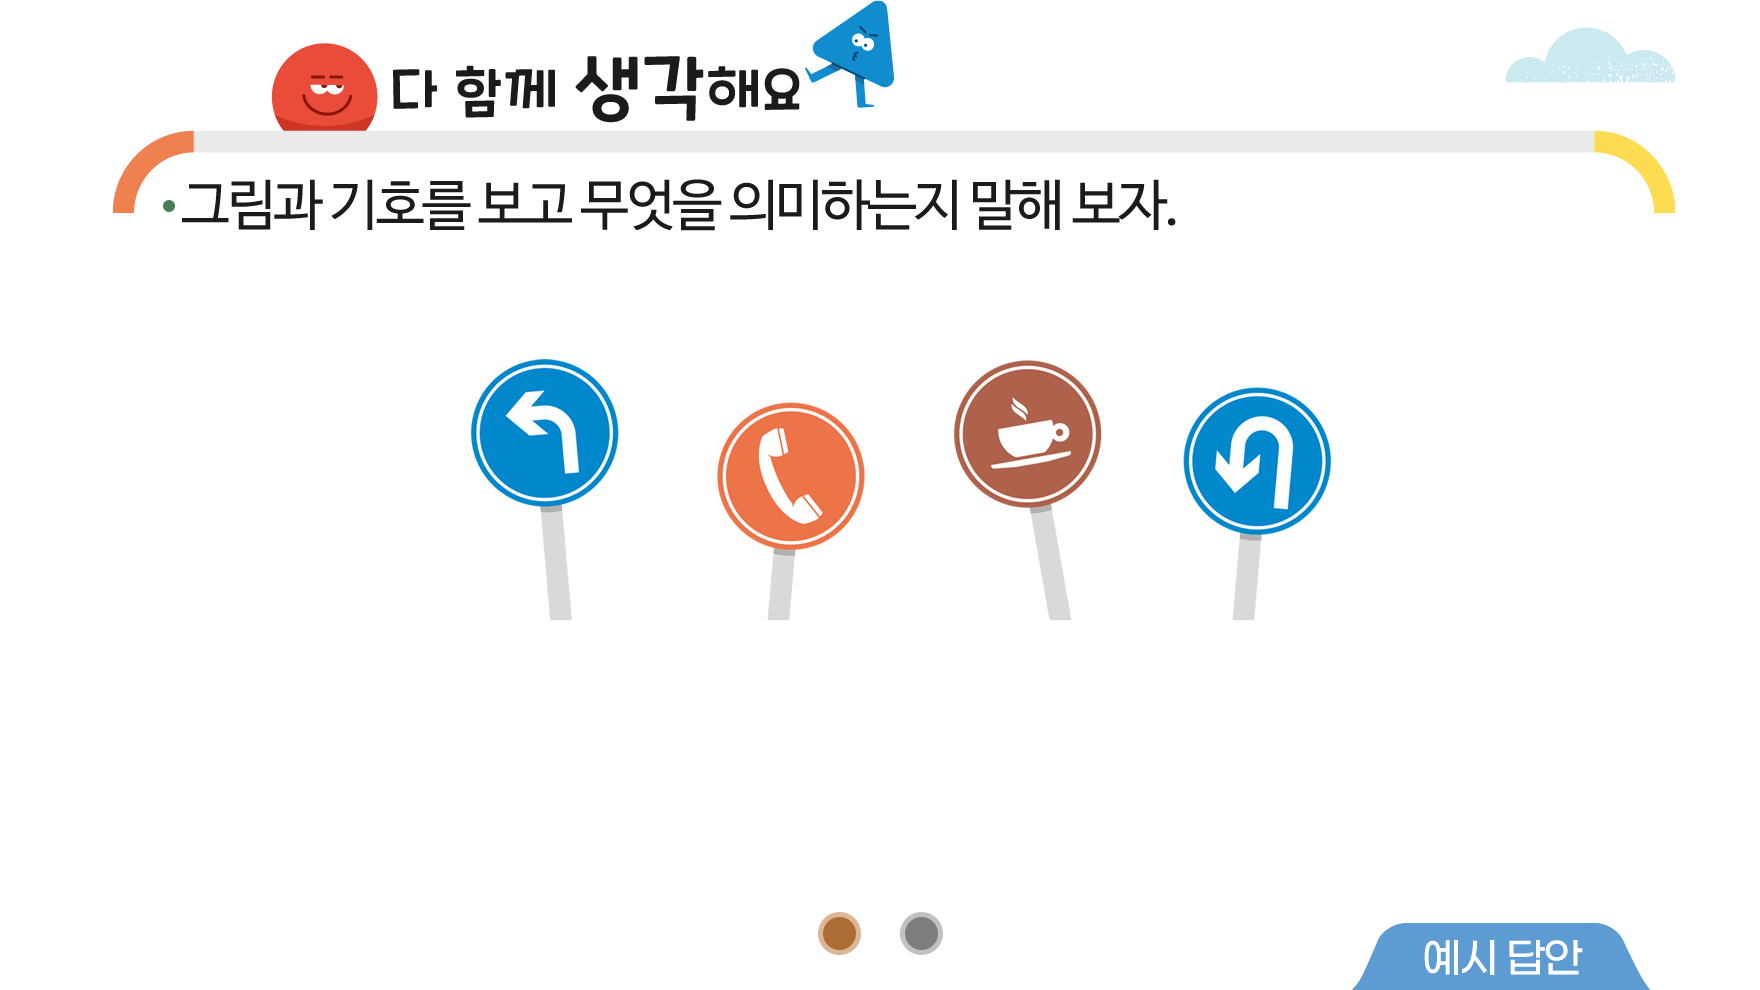 다 함께 생각해요
• 그림과 기호를 보고 무엇을 의미하는지 말해 보자.
예시 답안